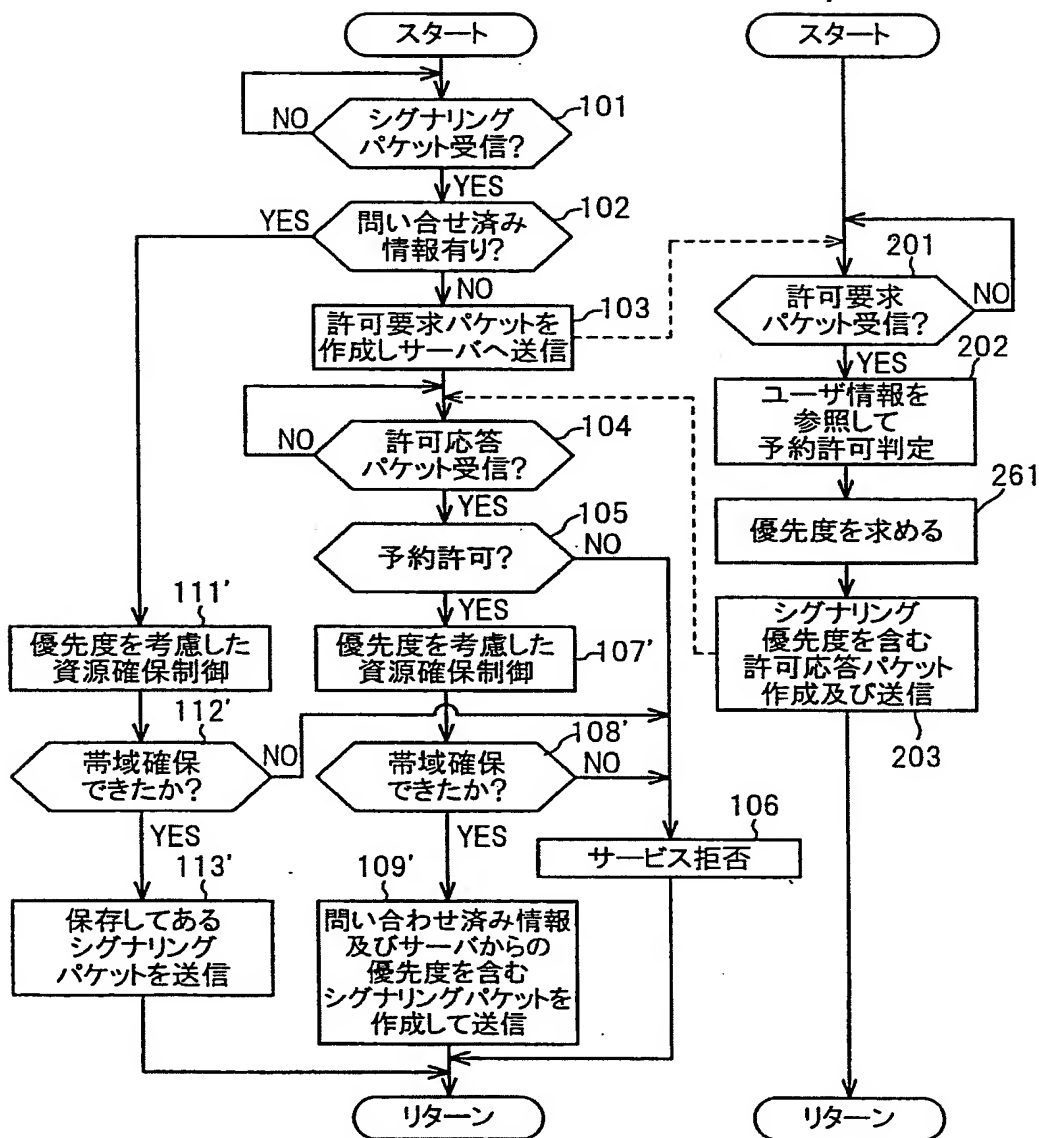 スタート
スタート
シグナリング
パケット受信?
101
NO
YES
問い合せ済み
情報有り?
102
YES
NO
許可要求パケットを
作成しサーバへ送信
103
201
許可要求
パケット受信?
NO
YES
202
ユーザ情報を
参照して
予約許可判定
許可応答
パケット受信?
104
NO
YES
261
優先度を求める
予約許可?
105
NO
YES
シグナリング
優先度を含む
許可応答パケット
作成及び送信
203
111'
優先度を考慮した
資源確保制御
優先度を考慮した
資源確保制御
107'
112'
帯域確保
できたか?
NO
YES
帯域確保
できたか?
108'
NO
YES
106
サービス拒否
113'
保存してある
シグナリング
パケットを送信
109'
問い合わせ済み情報
及びサーバからの
優先度を含む
シグナリングパケットを
作成して送信
リターン
リターン